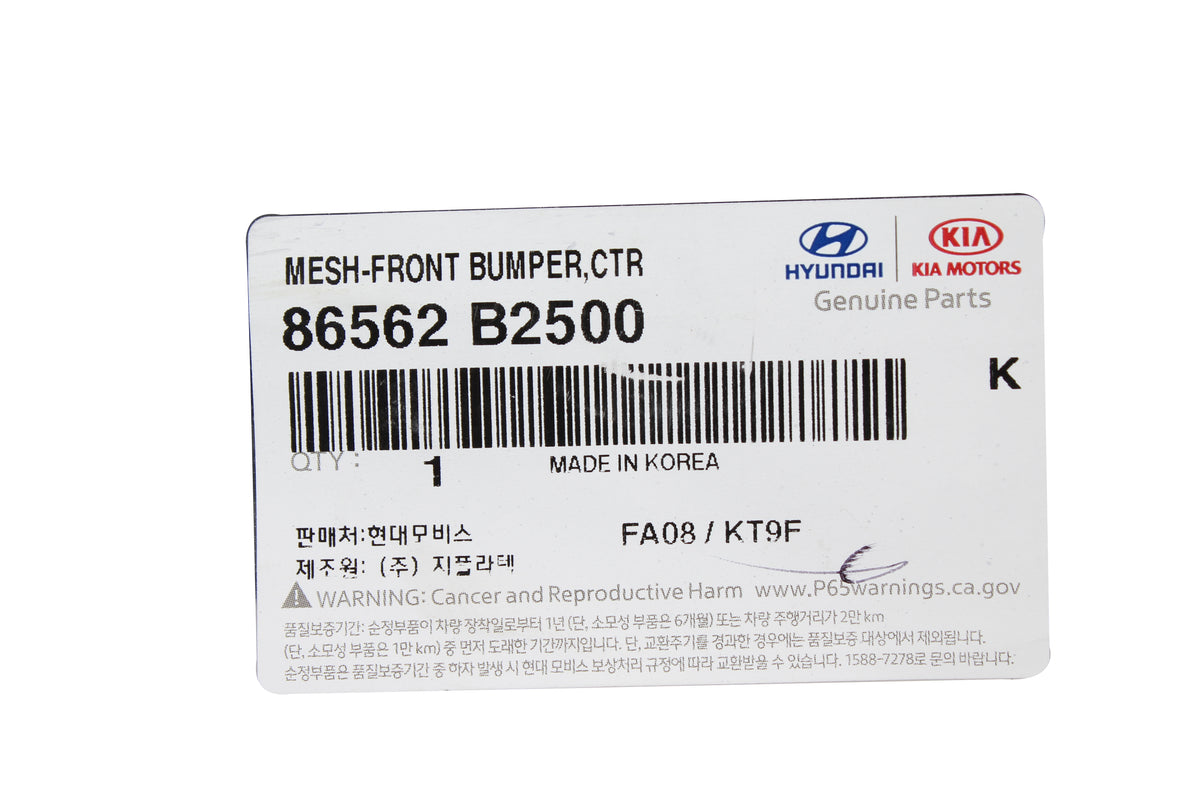 MESH-FRONT BUMPER,CTR
HYUNDAI
KIA
KIA MOTORS
Genuine Parts
86562 B2500
K
QTY : 1
MADE IN KOREA
판매처:현대모비스
FA08 / KT9F
제조원: (주) 지플라텍
WARNING: Cancer and Reproductive Harm www.P65warnings.ca.gov
품질보증기간: 순정부품이 차량 장착일로부터 1년 (단, 소모성 부품은 6개월) 또는 차량 주행거리가 2만 km
(단, 소모성 부품은 1만 km) 중 먼저 도래한 기간까지입니다. 단, 교환주기를 경과한 경우에는 품질보증 대상에서 제외됩니다.
순정부품은 품질보증기간 중 하자 발생 시 현대 모비스 보상처리 규정에 따라 교환받을 수 있습니다. 1588-7278로 문의 바랍니다.